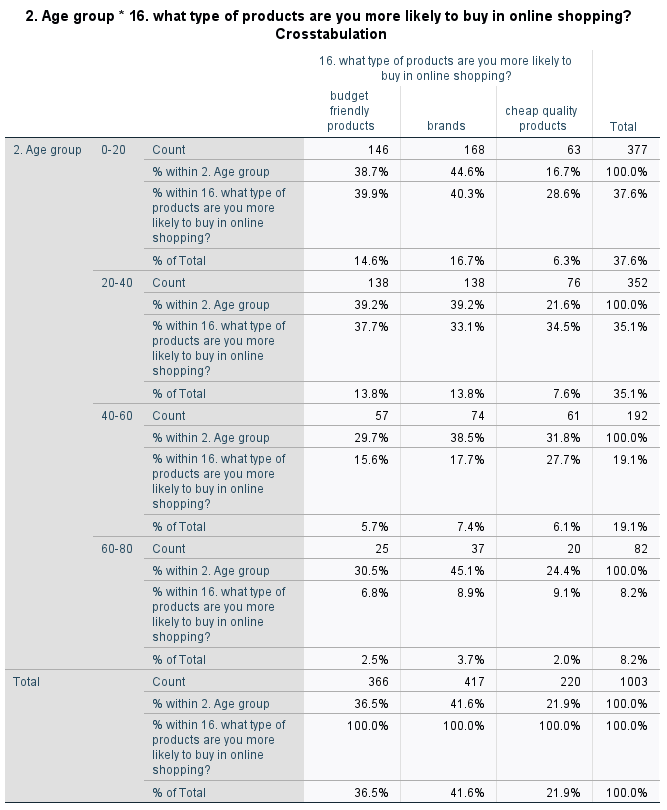 2. Age group * 16. what type of products are you more likely to buy in online shopping?
Crosstabulation
16. what type of products are you more likely to
buy in online shopping?
budget
friendly
products
brands
cheap quality
products
Total
2. Age group 0-20 Count 146 168 63 377
% within 2. Age group 38.7% 44.6% 16.7% 100.0%
% within 16. what type of 39.9% 40.3% 28.6% 37.6%
products are you more
likely to buy in online
shopping?
% of Total 14.6% 16.7% 6.3% 37.6%
20-40 Count 138 138 76 352
% within 2. Age group 39.2% 39.2% 21.6% 100.0%
% within 16. what type of 37.7% 33.1% 34.5% 35.1%
products are you more
likely to buy in online
shopping?
% of Total 13.8% 13.8% 7.6% 35.1%
40-60 Count 57 74 61 192
% within 2. Age group 29.7% 38.5% 31.8% 100.0%
% within 16. what type of 15.6% 17.7% 27.7% 19.1%
products are you more
likely to buy in online
shopping?
% of Total 5.7% 7.4% 6.1% 19.1%
60-80 Count 25 37 20 82
% within 2. Age group 30.5% 45.1% 24.4% 100.0%
% within 16. what type of 6.8% 8.9% 9.1% 8.2%
products are you more
likely to buy in online
shopping?
% of Total 2.5% 3.7% 2.0% 8.2%
Total Count 366 417 220 1003
% within 2. Age group 36.5% 41.6% 21.9% 100.0%
% within 16. what type of 100.0% 100.0% 100.0% 100.0%
products are you more
likely to buy in online
shopping?
% of Total 36.5% 41.6% 21.9% 100.0%